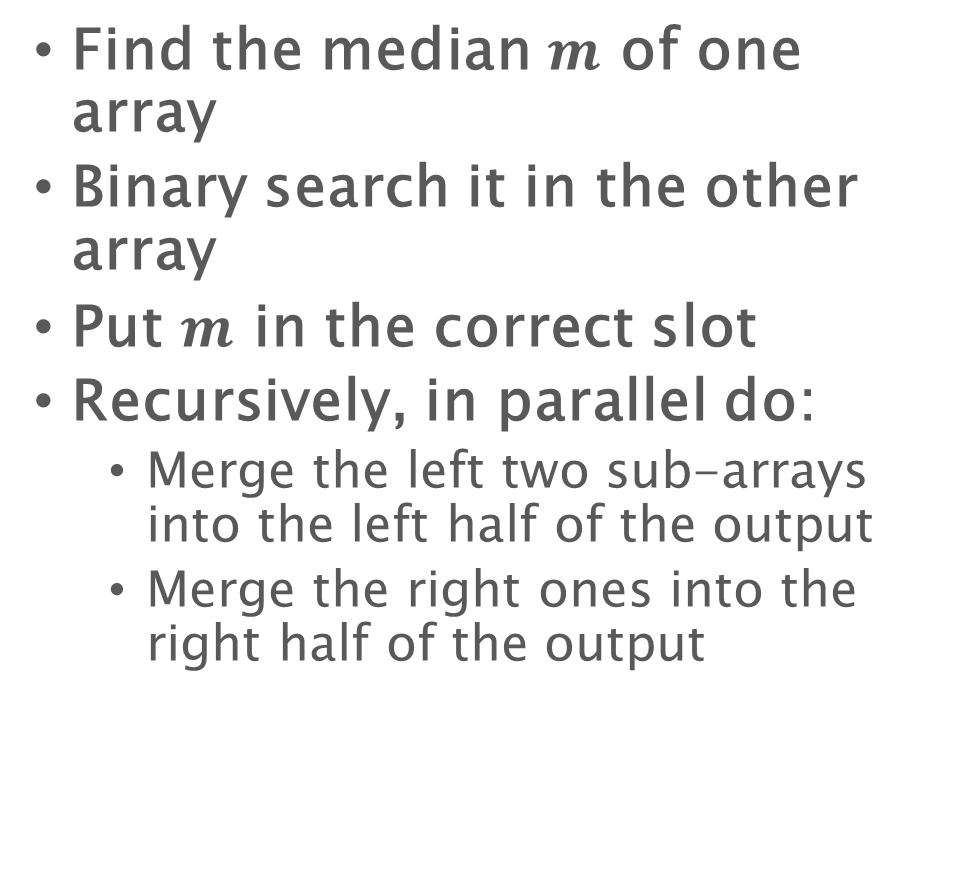 • Find the median m of one
array
• Binary search it in the other
array
• Put m in the correct slot
• Recursively, in parallel do:
• Merge the left two sub-arrays
into the left half of the output
• Merge the right ones into the
right half of the output